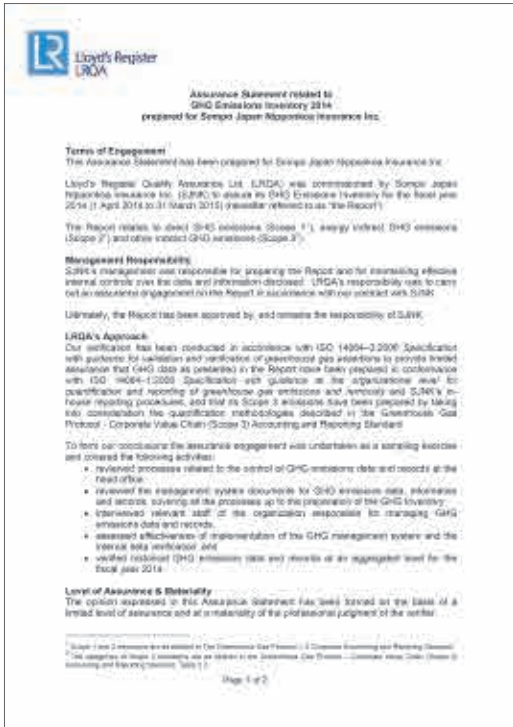 LR
Lloyd's Register
LRQA
Assurance Statement related to
GHG Emissions Inventory 2014
prepared for Sompo Japan Nipponkoa Insurance Inc.
Terms of Engagement
This Assurance Statement has been prepared for Sompo Japan Nipponkoa Insurance Inc.
Lloyd's Register Quality Assurance Ltd. (LRQA) was commissioned by Sompo Japan
Nipponkoa Insurance Inc. (SJNK) to assure its GHG Emissions Inventory for the fiscal year
2014 (1 April 2014 to 31 March 2015) (hereafter referred to as "the Report").
The Report relates to direct GHG emissions (Scope 1¹), energy indirect GHG emissions
(Scope 2¹) and other indirect GHG emissions (Scope 3²).
Management Responsibility
SJNK's management was responsible for preparing the Report and for maintaining effective
internal controls over the data and information disclosed. LRQA's responsibility was to carry
out an assurance engagement on the Report in accordance with our contract with SJNK.
Ultimately, the Report has been approved by, and remains the responsibility of SJNK.
LRQA's Approach
Our verification has been conducted in accordance with ISO 14064-3:2006 Specification
with guidance for validation and verification of greenhouse gas assertions to provide limited
assurance that GHG data as presented in the Report have been prepared in conformance
with ISO 14064-1:2006 Specification with guidance at the organizational level for
quantification and reporting of greenhouse gas emissions and removals and SJNK's in-
house reporting procedures, and that its Scope 3 emissions have been prepared by taking
into consideration the quantification methodologies described in the Greenhouse Gas
Protocol - Corporate Value Chain (Scope 3) Accounting and Reporting Standard.
To form our conclusions the assurance engagement was undertaken as a sampling exercise
and covered the following activities:
• reviewed processes related to the control of GHG emissions data and records at the
head office
• reviewed the management system documents for GHG emissions data, information
and records, covering all the processes up to the preparation of the GHG Inventory
• interviewed relevant staff of the organization responsible for managing GHG
emissions data and records
• assessed effectiveness of implementation of the GHG management system and the
internal data verification, and
• verified historical GHG emissions data and records at an aggregated level for the
fiscal year 2014
Level of Assurance & Materiality
The opinion expressed in this Assurance Statement has been formed on the basis of a
limited level of assurance and at a materiality of the professional judgment of the verifier.
Page 1 of 2